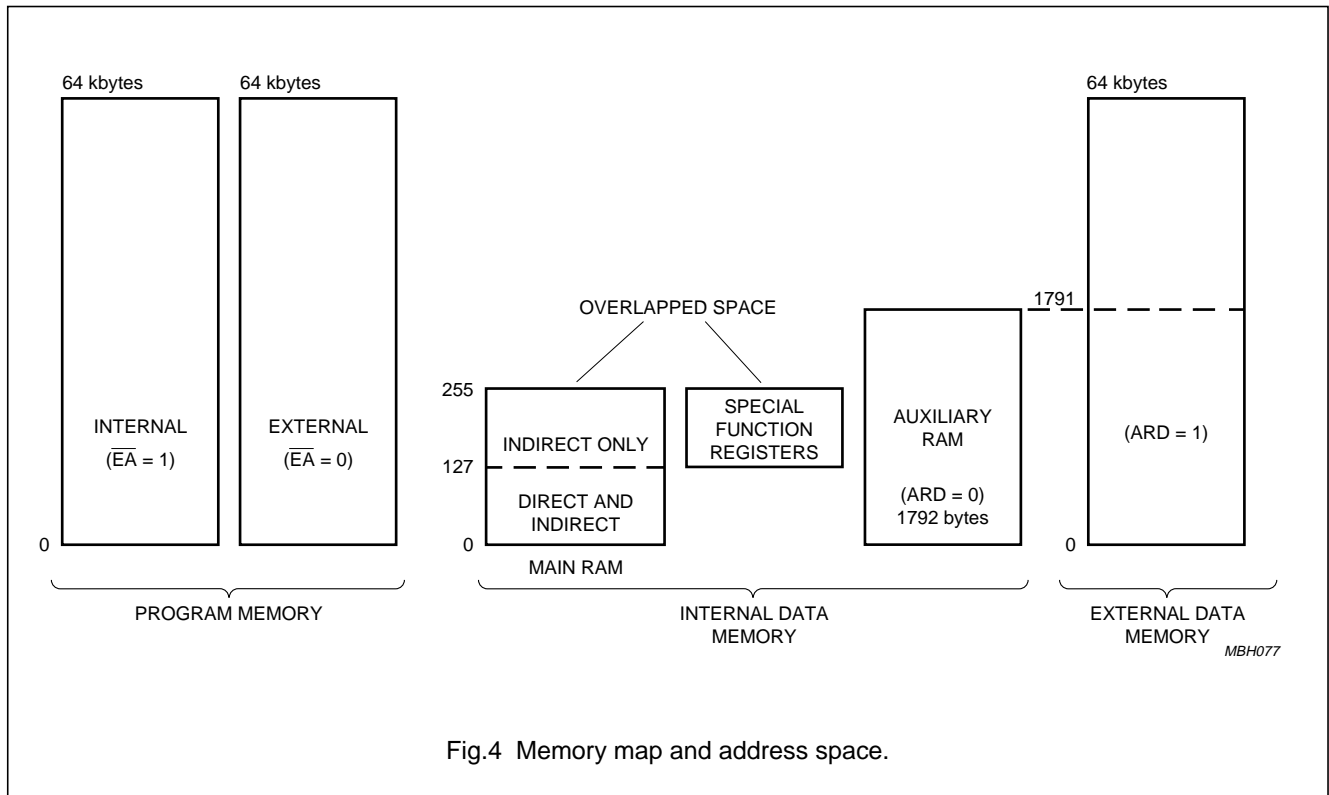 64 kbytes
64 kbytes
64 kbytes
1791
OVERLAPPED SPACE
255
127
0
0
0
INTERNAL
(EA = 1)
EXTERNAL
(EA = 0)
INDIRECT ONLY
DIRECT AND
INDIRECT
MAIN RAM
SPECIAL
FUNCTION
REGISTERS
AUXILIARY
RAM
(ARD = 0)
1792 bytes
(ARD = 1)
PROGRAM MEMORY
INTERNAL DATA
MEMORY
EXTERNAL DATA
MEMORY
MBH077
Fig.4 Memory map and address space.